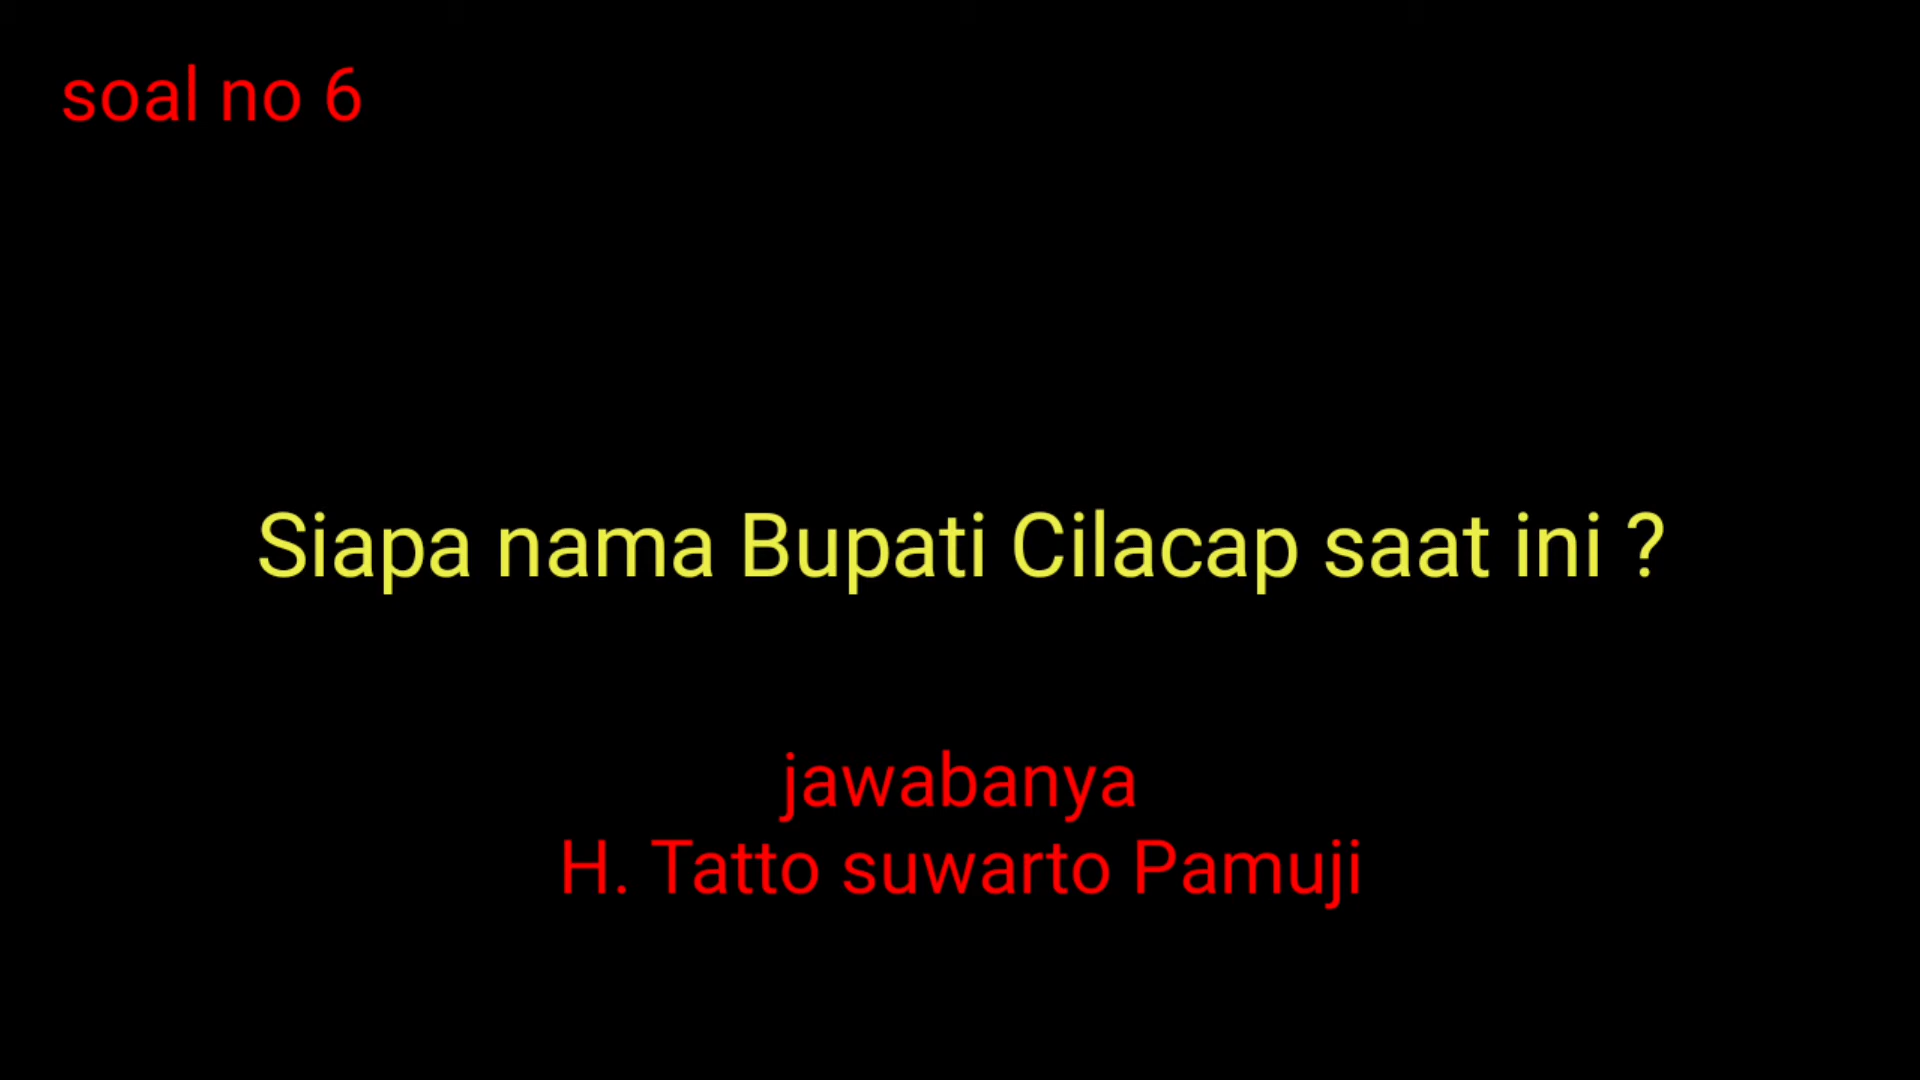 soal no 6
Siapa nama Bupati Cilacap saat ini ?
jawabanya
H. Tatto suwarto Pamuji